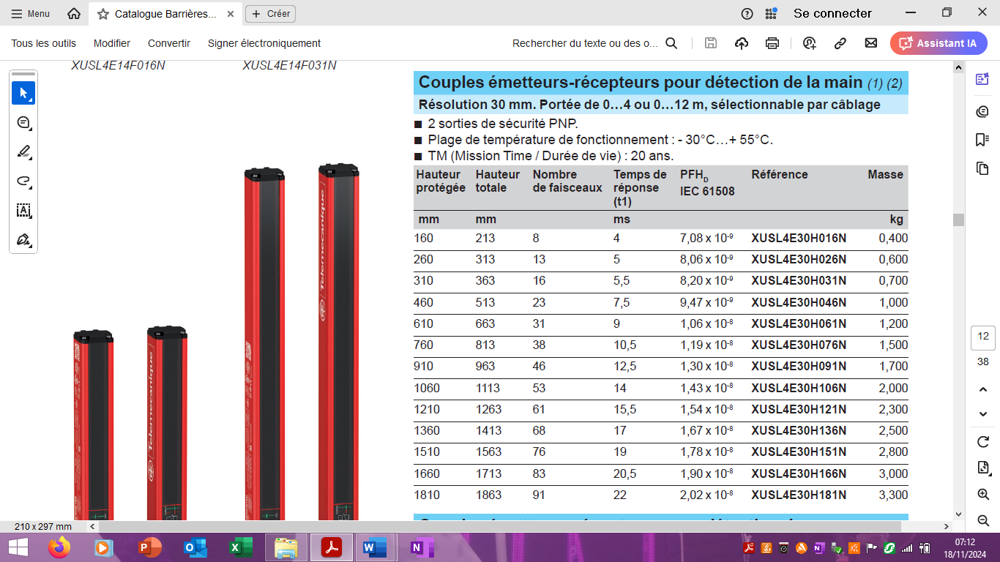 Menu
Catalogue Barrières...
Créer
Se connecter
Tous les outils
Modifier
Convertir
Signer électroniquement
Rechercher du texte ou des o...
Assistant IA
XUSL4E14F016N
XUSL4E14F031N
Couples émetteurs-récepteurs pour détection de la main (1) (2)
Résolution 30 mm. Portée de 0…4 ou 0…12 m, sélectionnable par câblage
■ 2 sorties de sécurité PNP.
■ Plage de température de fonctionnement : - 30°C…+ 55°C.
■ TM (Mission Time / Durée de vie) : 20 ans.
Hauteur protégée Hauteur totale Nombre de faisceaux Temps de réponse (t1) PFHD IEC 61508 Référence Masse
mm mm ms kg
160 213 8 4 7,08 x 10-9 XUSL4E30H016N 0,400
260 313 13 5 8,06 x 10-9 XUSL4E30H026N 0,600
310 363 16 5,5 8,20 x 10-9 XUSL4E30H031N 0,700
460 513 23 7,5 9,47 x 10-9 XUSL4E30H046N 1,000
610 663 31 9 1,06 x 10-8 XUSL4E30H061N 1,200
760 813 38 10,5 1,19 x 10-8 XUSL4E30H076N 1,500
910 963 46 12,5 1,30 x 10-8 XUSL4E30H091N 1,700
1060 1113 53 14 1,43 x 10-8 XUSL4E30H106N 2,000
1210 1263 61 15,5 1,54 x 10-8 XUSL4E30H121N 2,300
1360 1413 68 17 1,67 x 10-8 XUSL4E30H136N 2,500
1510 1563 76 19 1,78 x 10-8 XUSL4E30H151N 2,800
1660 1713 83 20,5 1,90 x 10-8 XUSL4E30H166N 3,000
1810 1863 91 22 2,02 x 10-8 XUSL4E30H181N 3,300
Telemecanique
Telemecanique
12
38
210 x 297 mm
07:12
18/11/2024